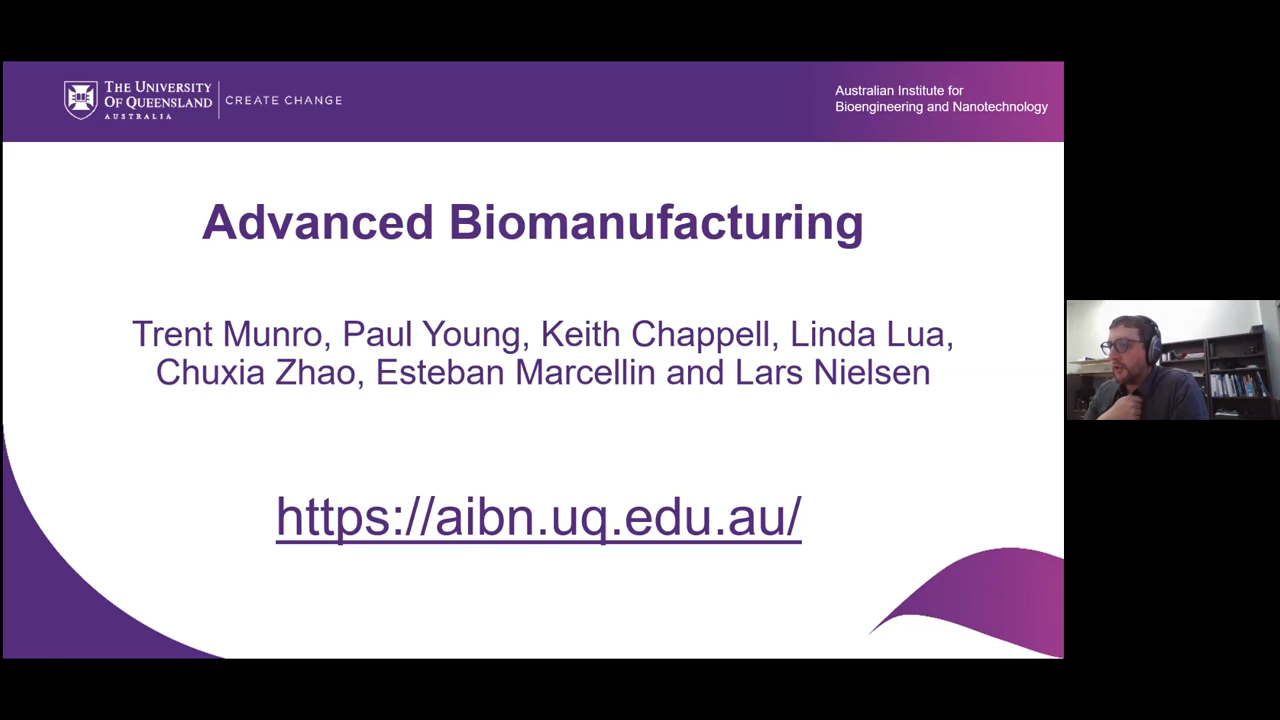 THE UNIVERSITY
OF QUEENSLAND
AUSTRALIA
CREATE CHANGE
Australian Institute for
Bioengineering and Nanotechnology
Advanced Biomanufacturing
Trent Munro, Paul Young, Keith Chappell, Linda Lua,
Chuxia Zhao, Esteban Marcellin and Lars Nielsen
https://aibn.uq.edu.au/